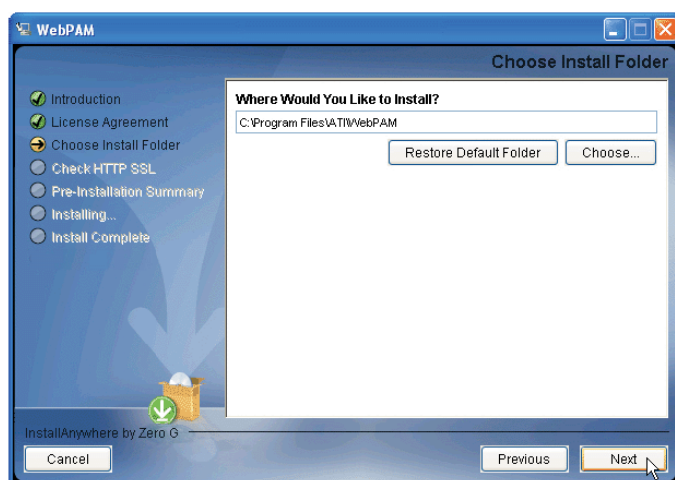 WebPAM
Choose Install Folder
Introduction
License Agreement
Choose Install Folder
Check HTTP SSL
Pre-Installation Summary
Installing...
Install Complete
Where Would You Like to Install?
C:\Program Files\ATI\WebPAM
Restore Default Folder
Choose...
InstallAnywhere by Zero G
Cancel
Previous
Next